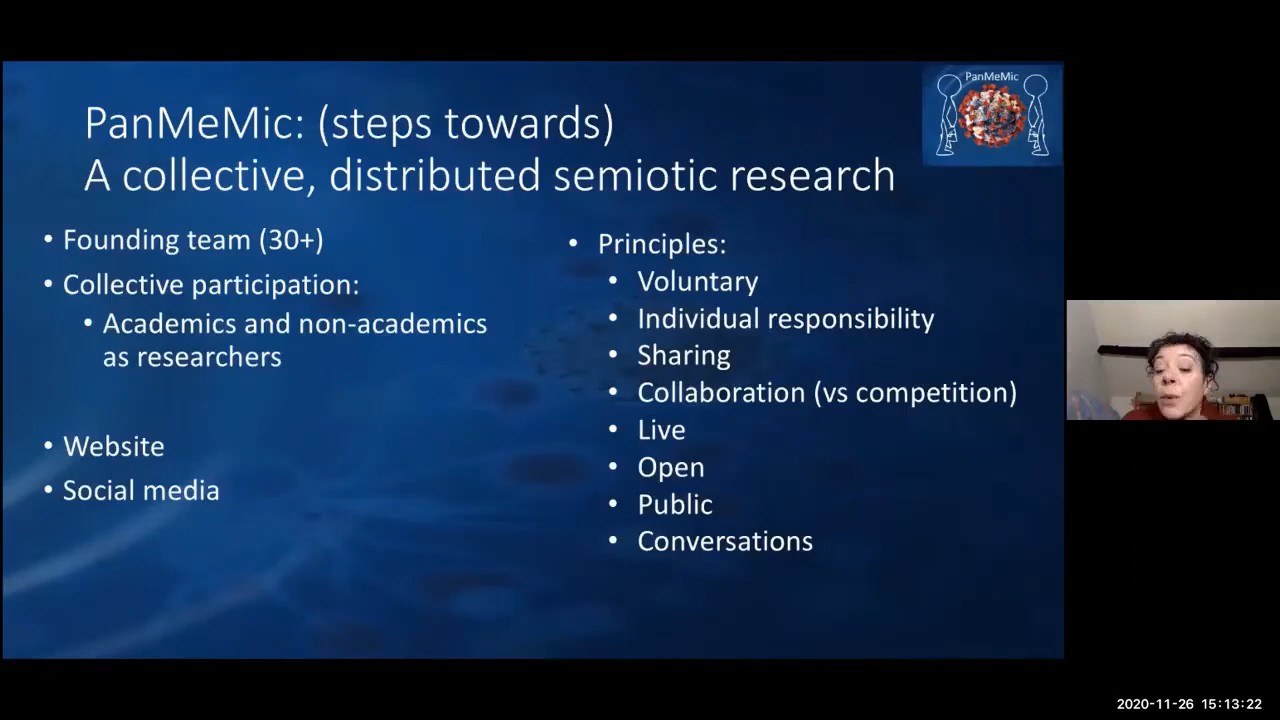 PanMeMic
PanMeMic: (steps towards)
A collective, distributed semiotic research
• Founding team (30+)
• Collective participation:
• Academics and non-academics
as researchers
• Website
• Social media
• Principles:
• Voluntary
• Individual responsibility
• Sharing
• Collaboration (vs competition)
• Live
• Open
• Public
• Conversations
2020-11-26 15:13:22